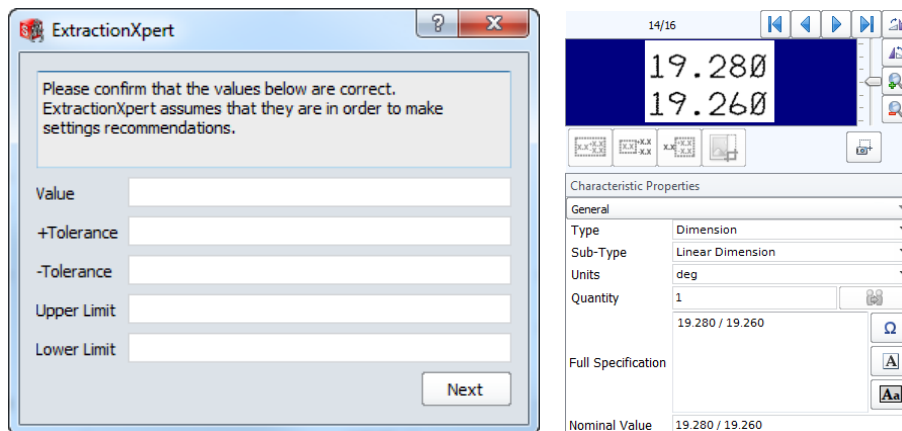 ExtractionXpert
Please confirm that the values below are correct.
ExtractionXpert assumes that they are in order to make
settings recommendations.
Value
+Tolerance
-Tolerance
Upper Limit
Lower Limit
Next
14/16
19.280
19.260
Characteristic Properties
General
Type Dimension
Sub-Type Linear Dimension
Units deg
Quantity 1
Full Specification 19.280 / 19.260
Ω
A
Aa
Nominal Value 19.280 / 19.260